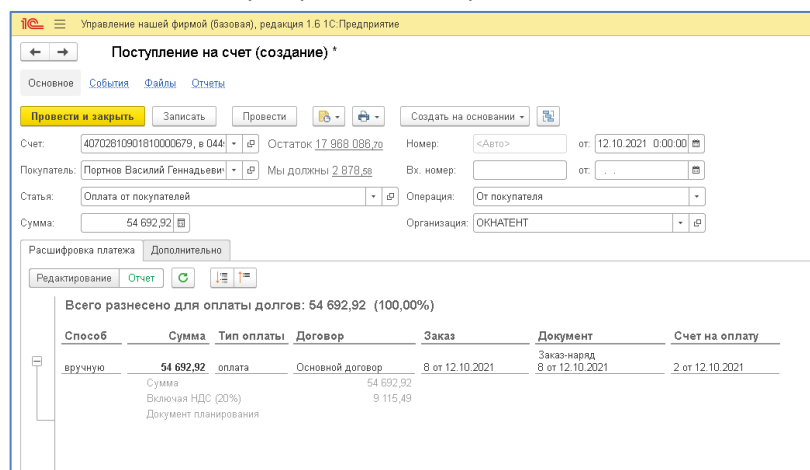 1С Управление нашей фирмой (базовая), редакция 1.6 1С:Предприятие
Поступление на счет (создание) *
Основное События Файлы Отчеты
Провести и закрыть Записать Провести Создать на основании
Счет: 40702810901810000679, в 044 Остаток 17 968 086,70 Номер: <Авто> от: 12.10.2021 0:00:00
Покупатель: Портнов Василий Геннадьевич Мы должны 2 878,58 Вх. номер: от: . .
Статья: Оплата от покупателей Операция: От покупателя
Сумма: 54 692,92 Организация: ОКНАТЕНТ
Расшифровка платежа Дополнительно
Редактирование Отчет
Всего разнесено для оплаты долгов: 54 692,92 (100,00%)
Способ Сумма Тип оплаты Договор Заказ Документ Счет на оплату
вручную 54 692,92 оплата Основной договор 8 от 12.10.2021 Заказ-наряд 8 от 12.10.2021 2 от 12.10.2021
Сумма 54 692,92
Включая НДС (20%) 9 115,49
Документ планирования